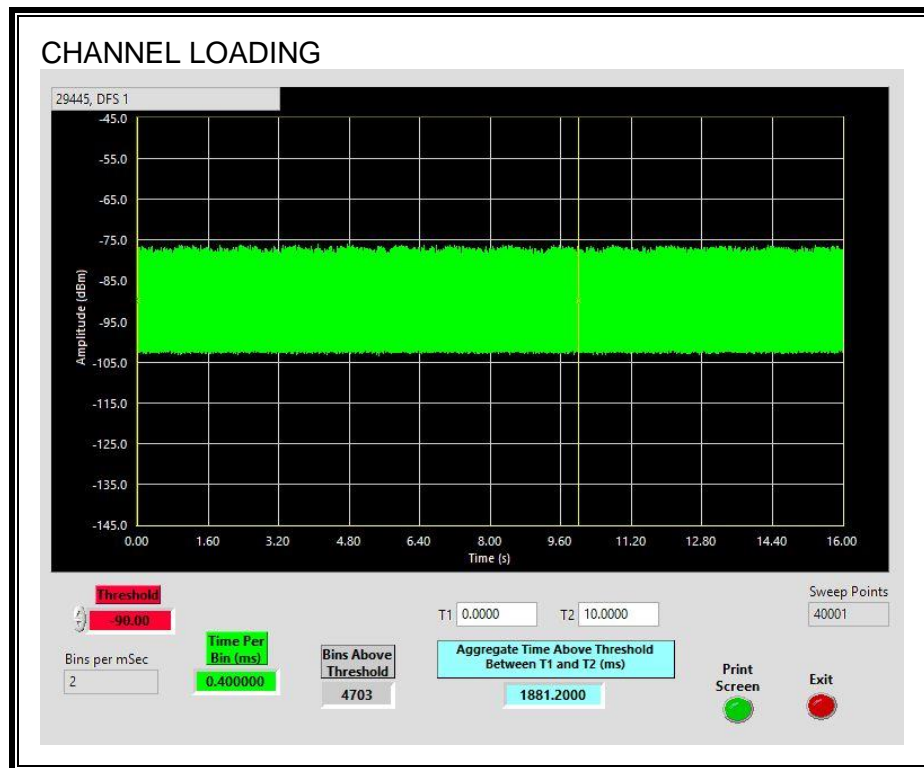 CHANNEL LOADING
29445, DFS 1
-45.0
-55.0
-65.0
-75.0
-85.0
-95.0
-105.0
-115.0
-125.0
-135.0
-145.0
Amplitude (dBm)
0.00 1.60 3.20 4.80 6.40 8.00 9.60 11.20 12.80 14.40 16.00
Time (s)
Threshold
-90.00
Bins per mSec
2
Time Per
Bin (ms)
0.400000
Bins Above
Threshold
4703
T1 0.0000 T2 10.0000
Aggregate Time Above Threshold
Between T1 and T2 (ms)
1881.2000
Sweep Points
40001
Print
Screen
Exit